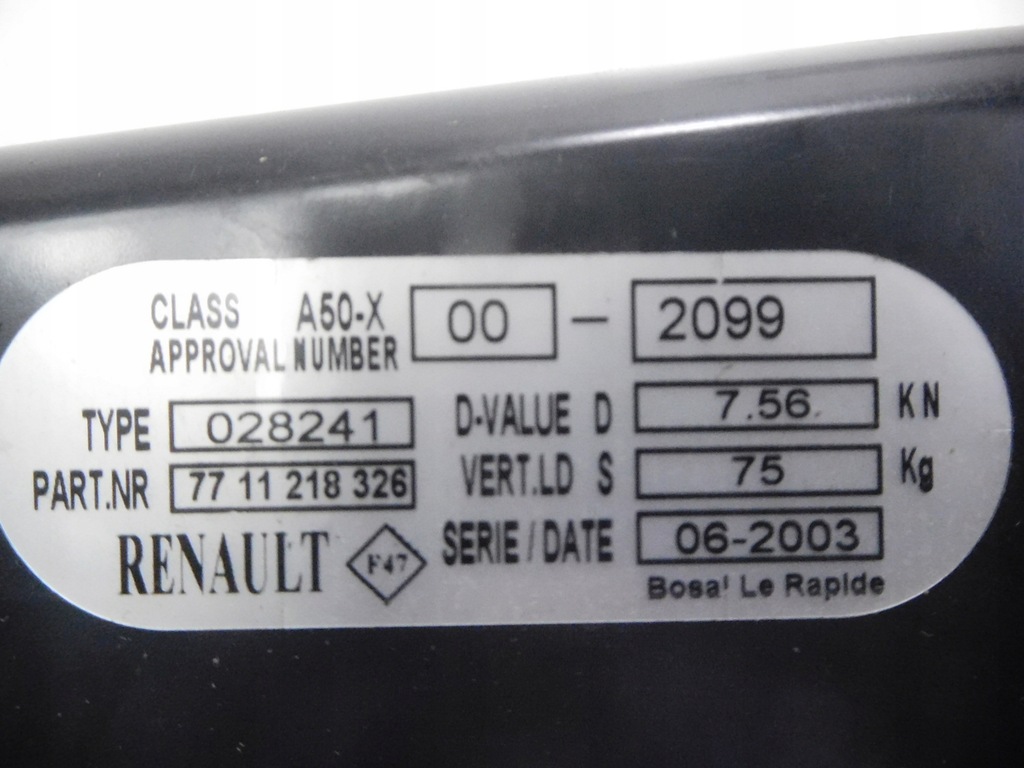 CLASS A50-X 00 - 2099
APPROVAL NUMBER
TYPE 028241 D-VALUE D 7.56 KN
PART.NR 77 11 218 326 VERT.LD S 75 Kg
RENAULT F47 SERIE / DATE 06-2003
Bosal Le Rapide